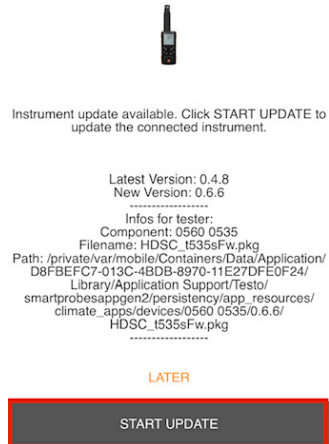 Instrument update available. Click START UPDATE to
update the connected instrument.
Latest Version: 0.4.8
New Version: 0.6.6
------------------
Infos for tester:
Component: 0560 0535
Filename: HDSC_t535sFw.pkg
Path: /private/var/mobile/Containers/Data/Application/
D8FBEFC7-013C-4BDB-8970-11E27DFE0F24/
Library/Application Support/Testo/
smartprobesappgen2/persistency/app_resources/
climate_apps/devices/0560 0535/0.6.6/
HDSC_t535sFw.pkg
------------------
LATER
START UPDATE